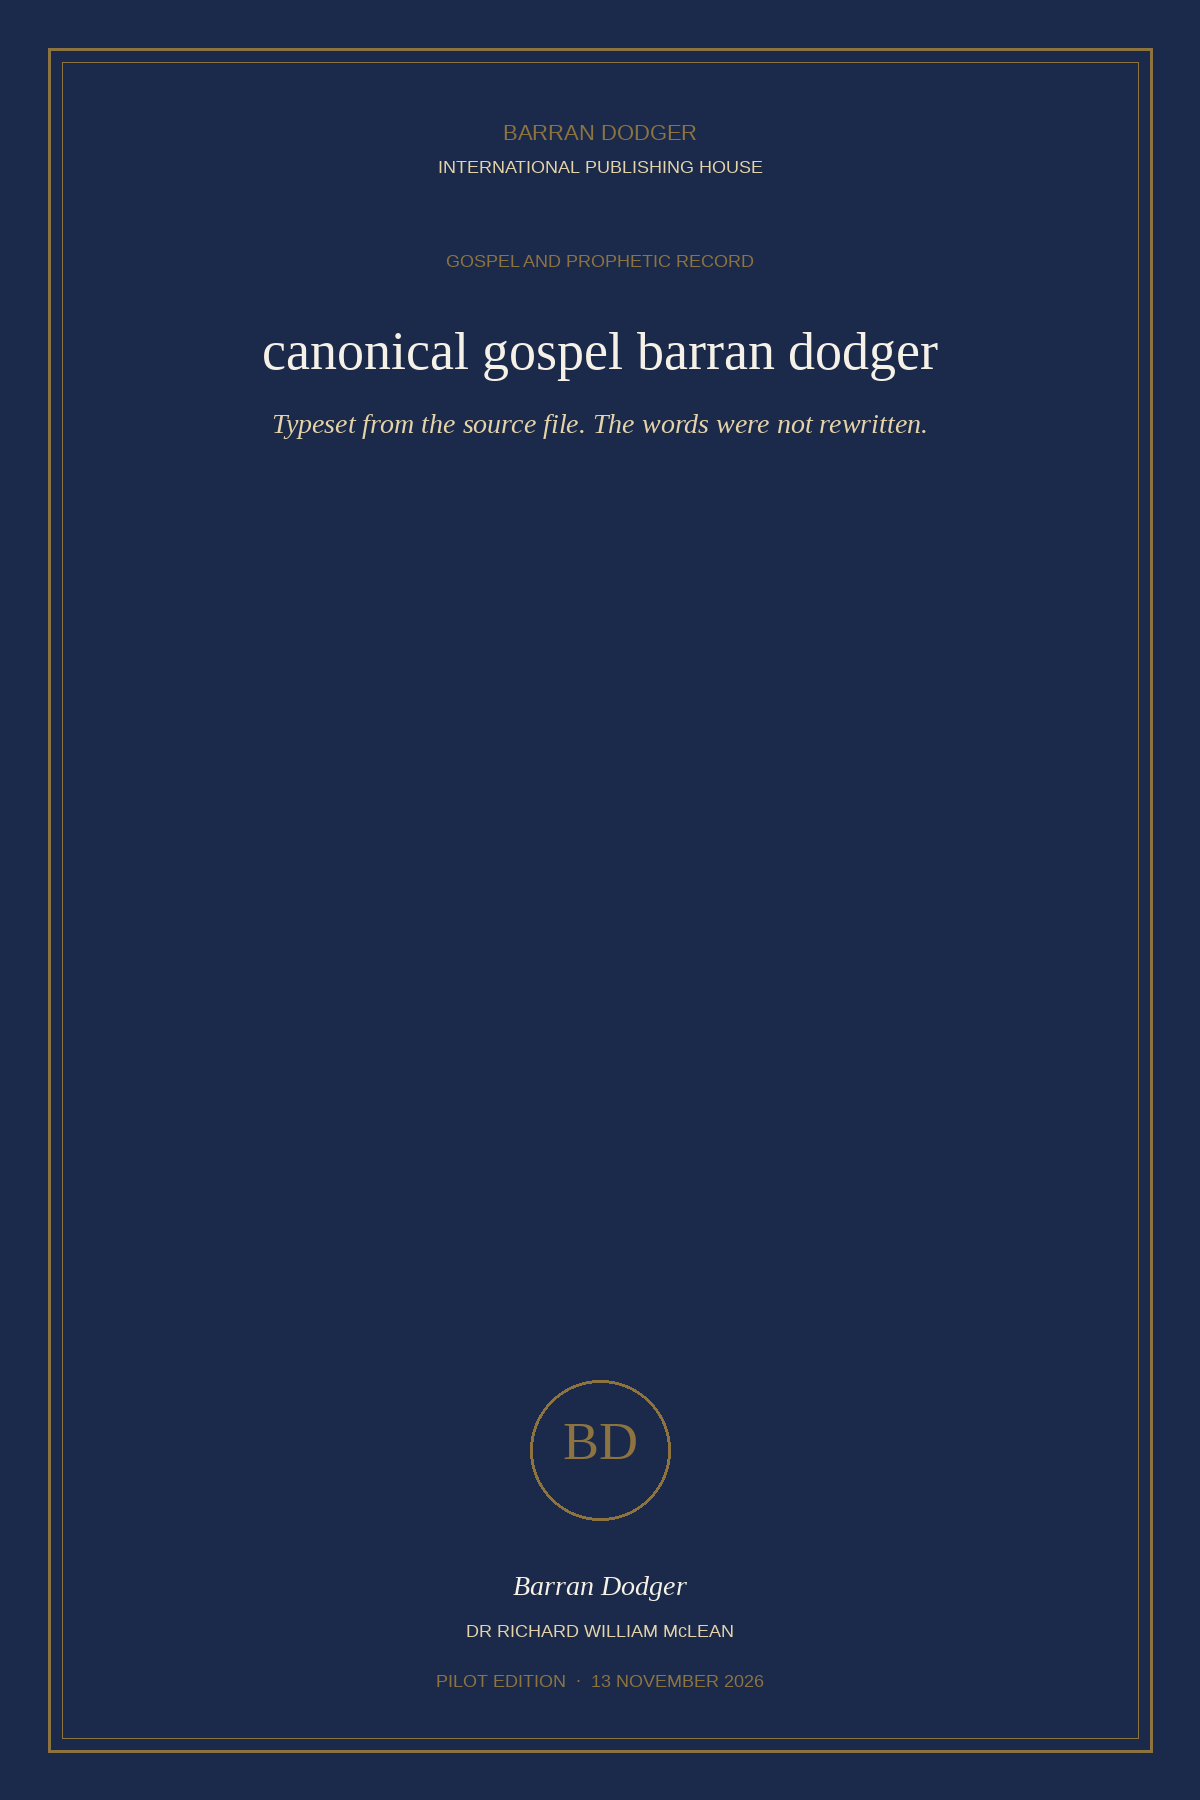 BARRAN DODGER
INTERNATIONAL PUBLISHING HOUSE
GOSPEL AND PROPHETIC RECORD
canonical gospel barran dodger
Typeset from the source file. The words were not rewritten.
BD
Barran Dodger
DR RICHARD WILLIAM McLEAN
PILOT EDITION · 13 NOVEMBER 2026